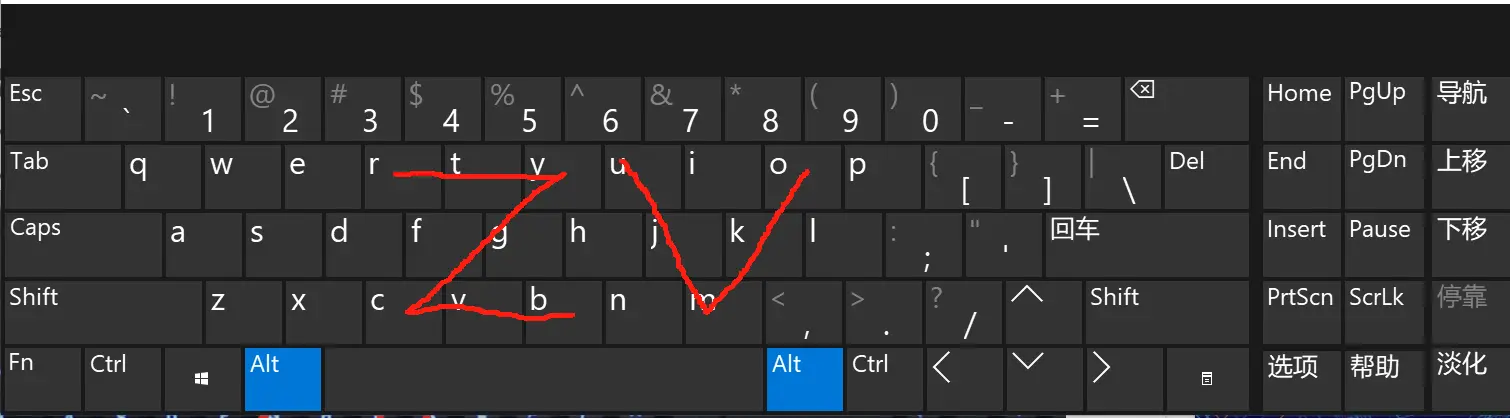 Esc ~ ` ! 1 @ 2 # 3 $ 4 % 5 ^ 6 & 7 * 8 ( 9 ) 0 _ - + = Home PgUp 导航
Tab q w e r t y u i o p { [ } ] | \ Del End PgDn 上移
Caps a s d f g h j k l : ; " ' 回车 Insert Pause 下移
Shift z x c v b n m < , > . ? / Shift PrtScn ScrLk 停靠
Fn Ctrl Alt Alt Ctrl 选项 帮助 淡化